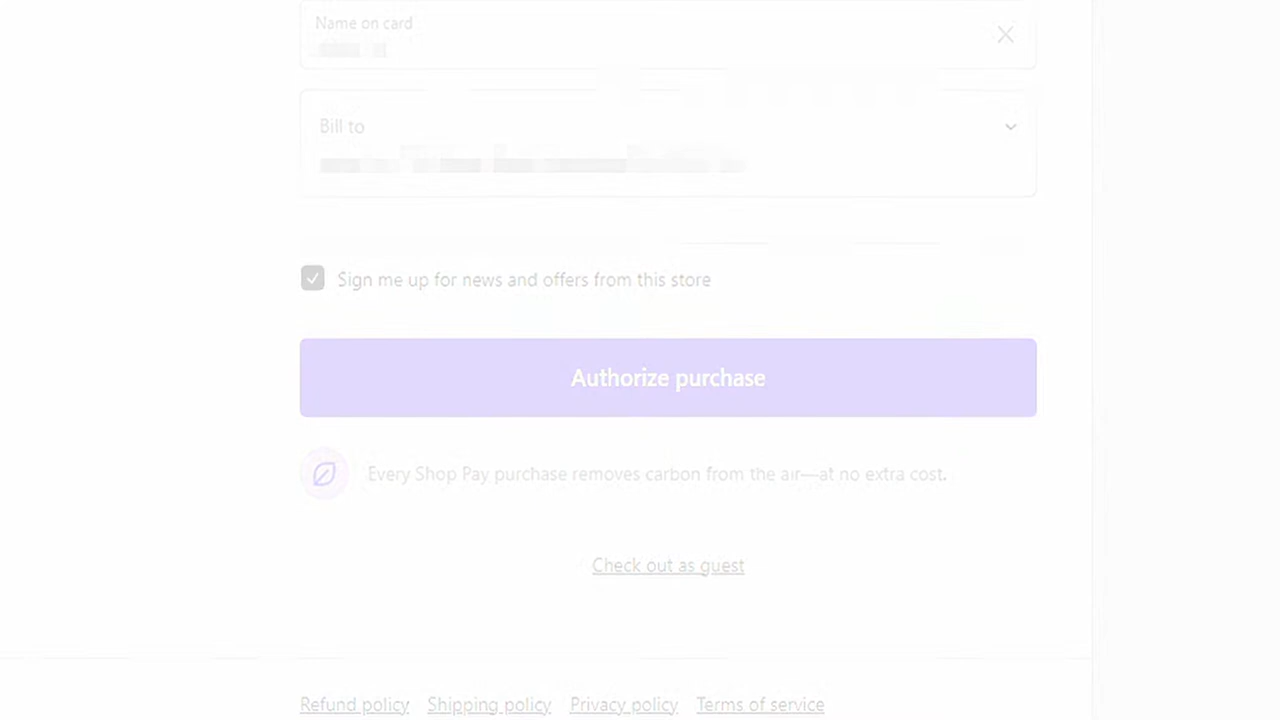 Name on card
Bill to
Sign me up for news and offers from this store
Authorize purchase
Every Shop Pay purchase removes carbon from the air—at no extra cost.
Check out as guest
Refund policy Shipping policy Privacy policy Terms of service